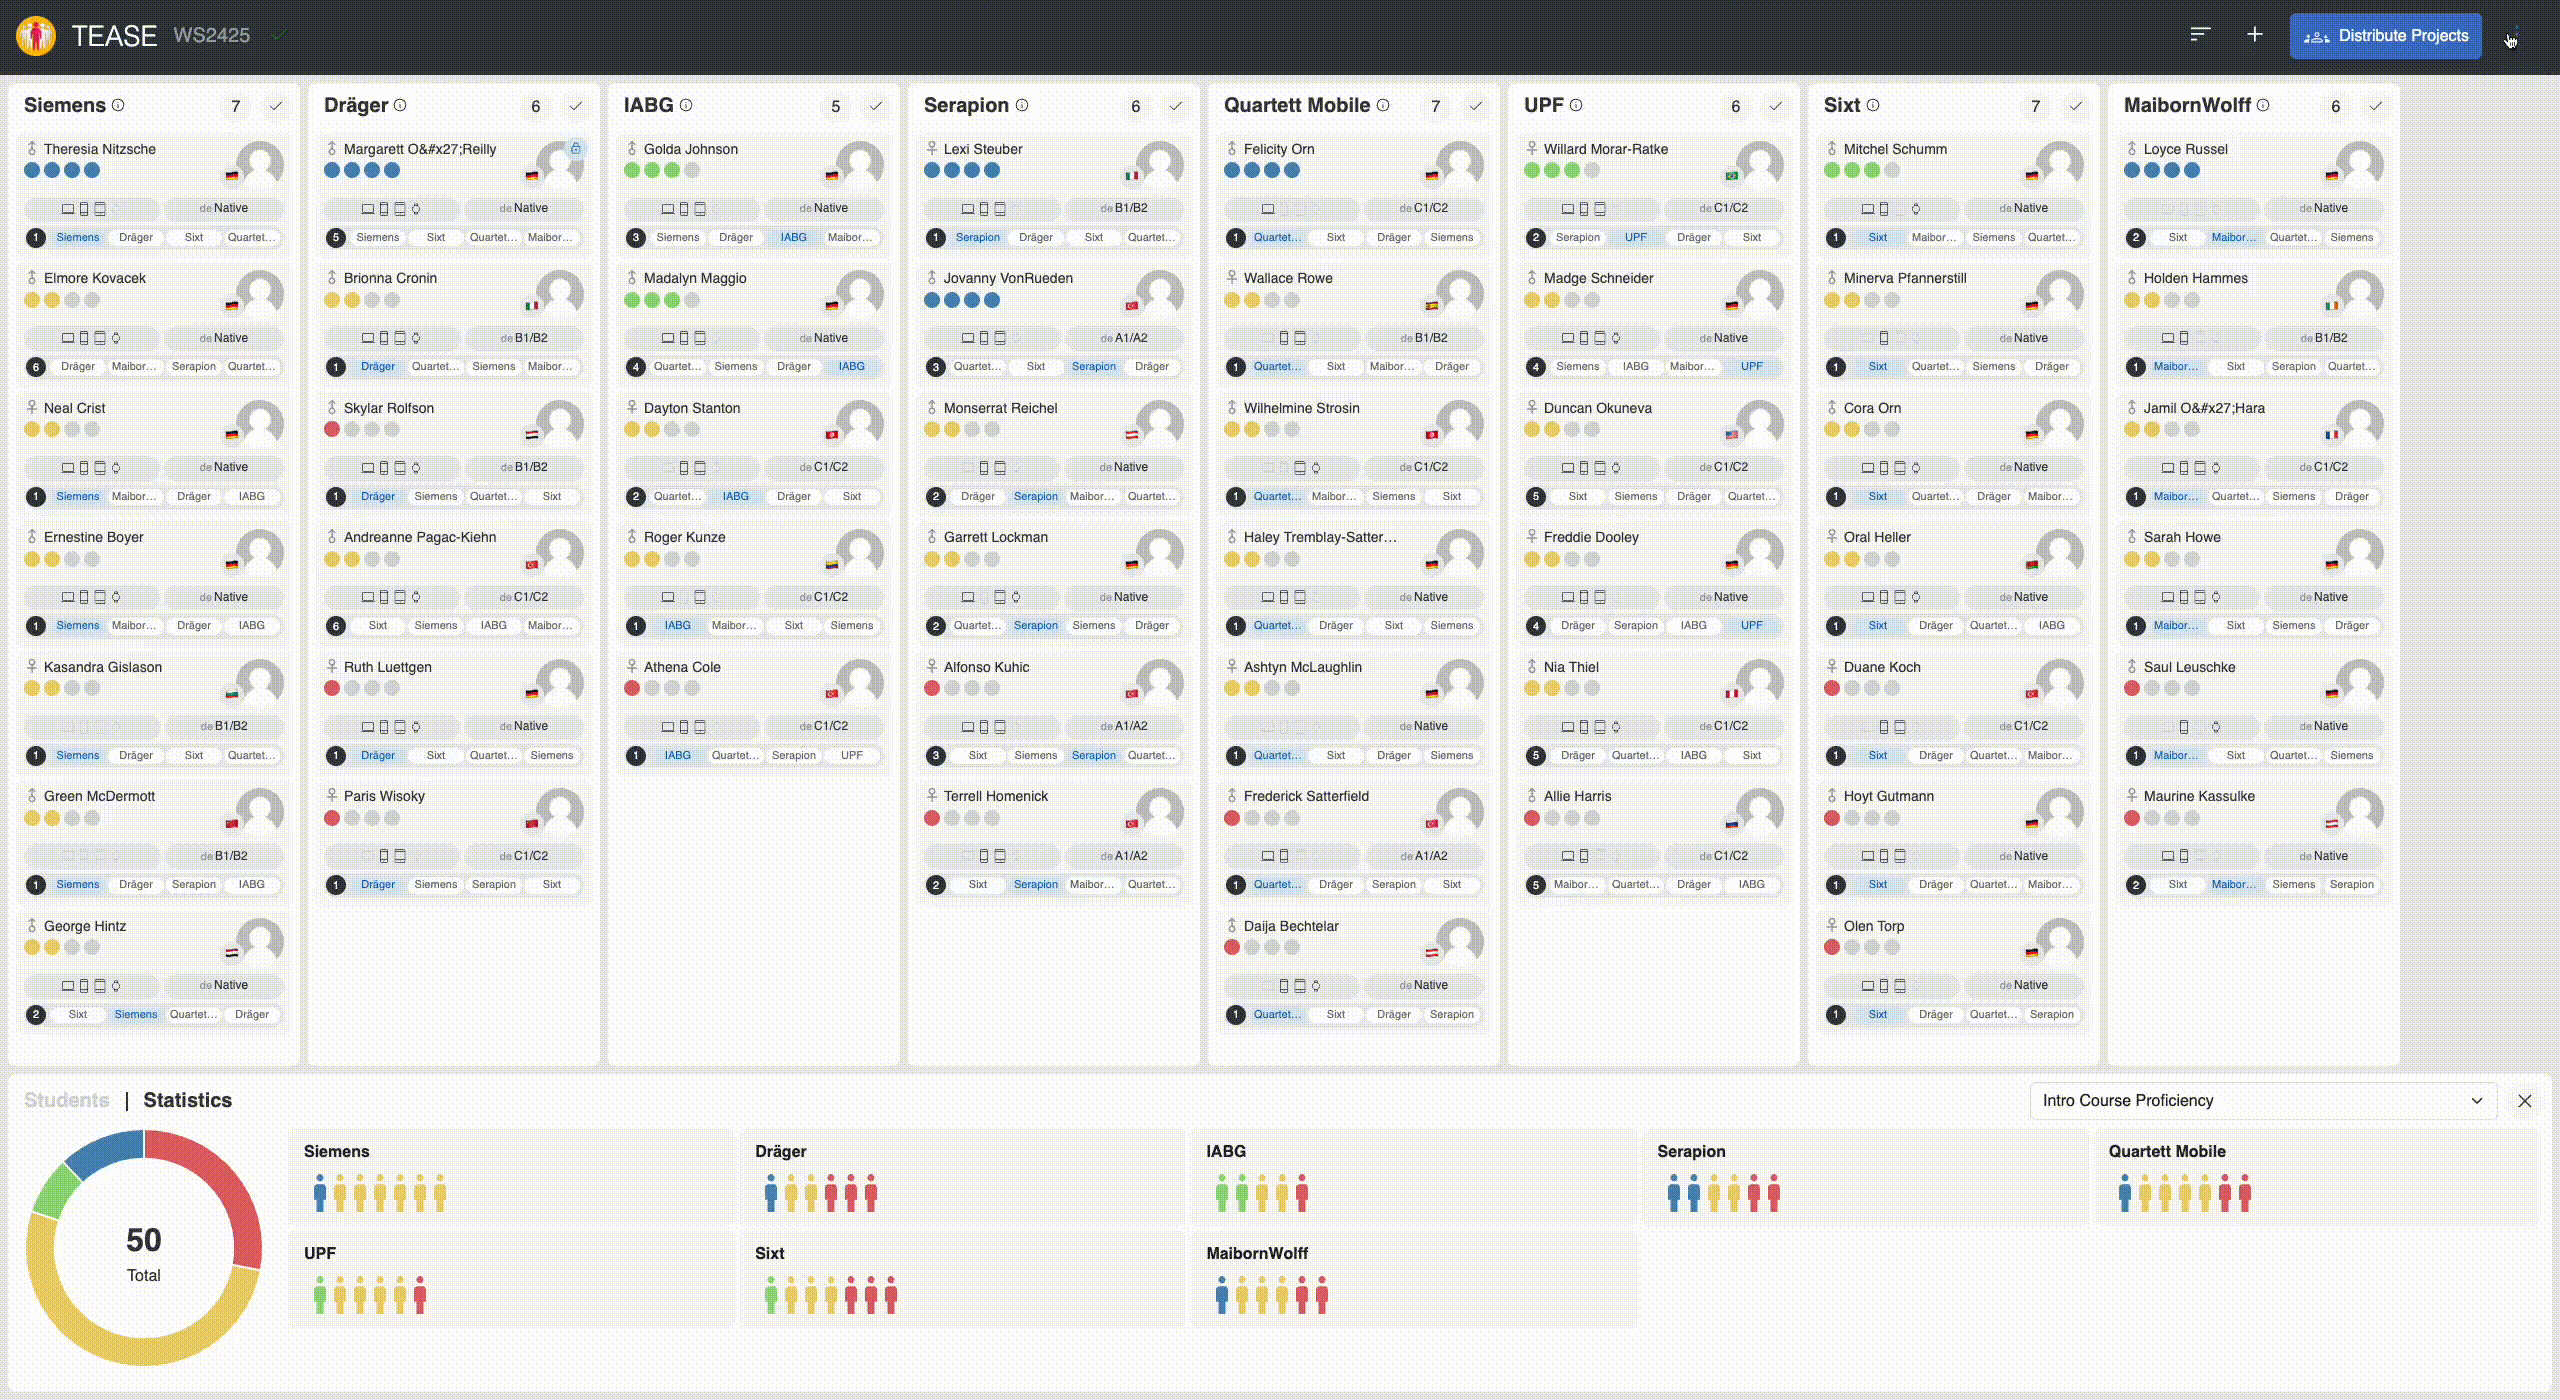 TEASE WS2425
Distribute Projects
Siemens 7
Theresia Nitzsche
de Native
1 Siemens Dräger Sixt Quartet...
Elmore Kovacek
de Native
6 Dräger Maibor... Serapion Quartet...
Neal Crist
de Native
1 Siemens Maibor... Dräger IABG
Ernestine Boyer
de Native
1 Siemens Maibor... Dräger IABG
Kasandra Gislason
de B1/B2
1 Siemens Dräger Sixt Quartet...
Green McDermott
de B1/B2
1 Siemens Dräger Serapion IABG
George Hintz
de Native
2 Sixt Siemens Quartet... Dräger
Dräger 6
Margarett O&#x27;Reilly
de Native
5 Siemens Sixt Quartet... Maibor...
Brionna Cronin
de B1/B2
1 Dräger Quartet... Siemens Maibor...
Skylar Rolfson
de B1/B2
1 Dräger Siemens Quartet... Sixt
Andreanne Pagac-Kiehn
de C1/C2
6 Sixt Siemens IABG Maibor...
Ruth Luettgen
de Native
1 Dräger Sixt Quartet... Siemens
Paris Wisoky
de C1/C2
1 Dräger Siemens Serapion Sixt
IABG 5
Golda Johnson
de Native
3 Siemens Dräger IABG Maibor...
Madalyn Maggio
de Native
4 Quartet... Siemens Dräger IABG
Dayton Stanton
de C1/C2
2 Quartet... IABG Dräger Sixt
Roger Kunze
de C1/C2
1 IABG Maibor... Sixt Siemens
Athena Cole
de C1/C2
1 IABG Quartet... Serapion UPF
Serapion 6
Lexi Steuber
de B1/B2
1 Serapion Dräger Sixt Quartet...
Jovanny VonRueden
de A1/A2
3 Quartet... Sixt Serapion Dräger
Monserrat Reichel
de Native
2 Dräger Serapion Maibor... Quartet...
Garrett Lockman
de Native
2 Quartet... Serapion Siemens Dräger
Alfonso Kuhic
de A1/A2
3 Sixt Siemens Serapion Quartet...
Terrell Homenick
de A1/A2
2 Sixt Serapion Maibor... Quartet...
Quartett Mobile 7
Felicity Orn
de C1/C2
1 Quartet... Sixt Dräger Siemens
Wallace Rowe
de B1/B2
1 Quartet... Sixt Maibor... Dräger
Wilhelmine Strosin
de C1/C2
1 Quartet... Maibor... Siemens Sixt
Haley Tremblay-Satter...
de Native
1 Quartet... Dräger Sixt Siemens
Ashtyn McLaughlin
de Native
1 Quartet... Sixt Dräger Siemens
Frederick Satterfield
de A1/A2
1 Quartet... Dräger Serapion Sixt
Daija Bechtelar
de Native
1 Quartet... Sixt Dräger Serapion
UPF 6
Willard Morar-Ratke
de C1/C2
2 Serapion UPF Dräger Sixt
Madge Schneider
de Native
4 Siemens IABG Maibor... UPF
Duncan Okuneva
de C1/C2
5 Sixt Siemens Dräger Quartet...
Freddie Dooley
de Native
4 Dräger Serapion IABG UPF
Nia Thiel
de C1/C2
5 Dräger Quartet... IABG Sixt
Allie Harris
de C1/C2
5 Maibor... Quartet... Dräger IABG
Sixt 7
Mitchel Schumm
de Native
1 Sixt Maibor... Siemens Quartet...
Minerva Pfannerstill
de Native
1 Sixt Quartet... Siemens Dräger
Cora Orn
de Native
1 Sixt Quartet... Dräger Maibor...
Oral Heller
de Native
1 Sixt Dräger Quartet... IABG
Duane Koch
de C1/C2
1 Sixt Dräger Quartet... Maibor...
Hoyt Gutmann
de Native
1 Sixt Dräger Quartet... Maibor...
Olen Torp
de Native
1 Sixt Dräger Quartet... Serapion
MaibornWolff 6
Loyce Russel
de Native
2 Sixt Maibor... Quartet... Siemens
Holden Hammes
de B1/B2
1 Maibor... Sixt Serapion Quartet...
Jamil O&#x27;Hara
de C1/C2
1 Maibor... Quartet... Siemens Dräger
Sarah Howe
de Native
1 Maibor... Sixt Siemens Dräger
Saul Leuschke
de Native
1 Maibor... Sixt Quartet... Siemens
Maurine Kassulke
de Native
2 Sixt Maibor... Siemens Serapion
Students | Statistics
Intro Course Proficiency
50
Total
Siemens
Dräger
IABG
Serapion
Quartett Mobile
UPF
Sixt
MaibornWolff